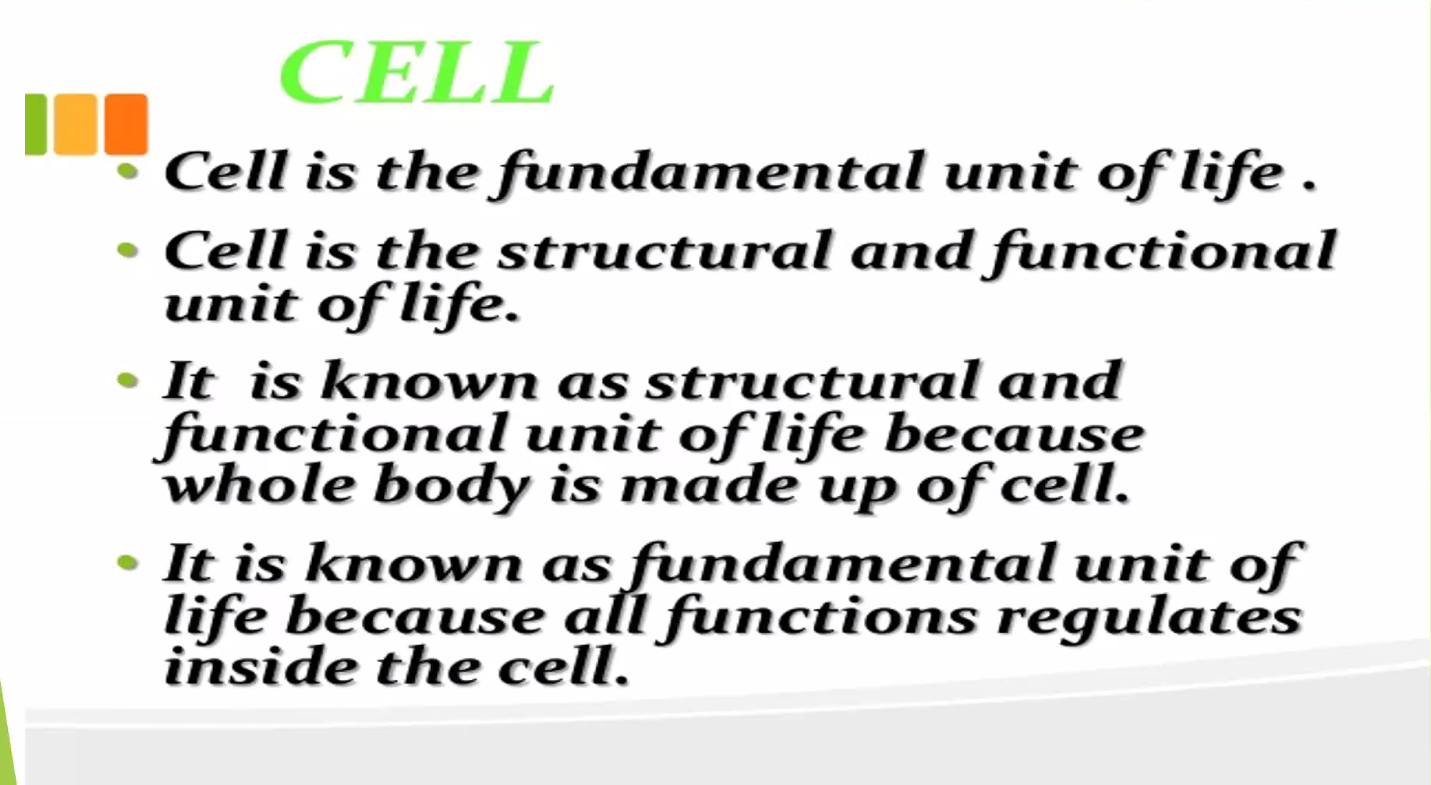 CELL
• Cell is the fundamental unit of life .
• Cell is the structural and functional
unit of life.
• It  is known as structural and
functional unit of life because
whole body is made up of cell.
• It is known as fundamental unit of
life because all functions regulates
inside the cell.